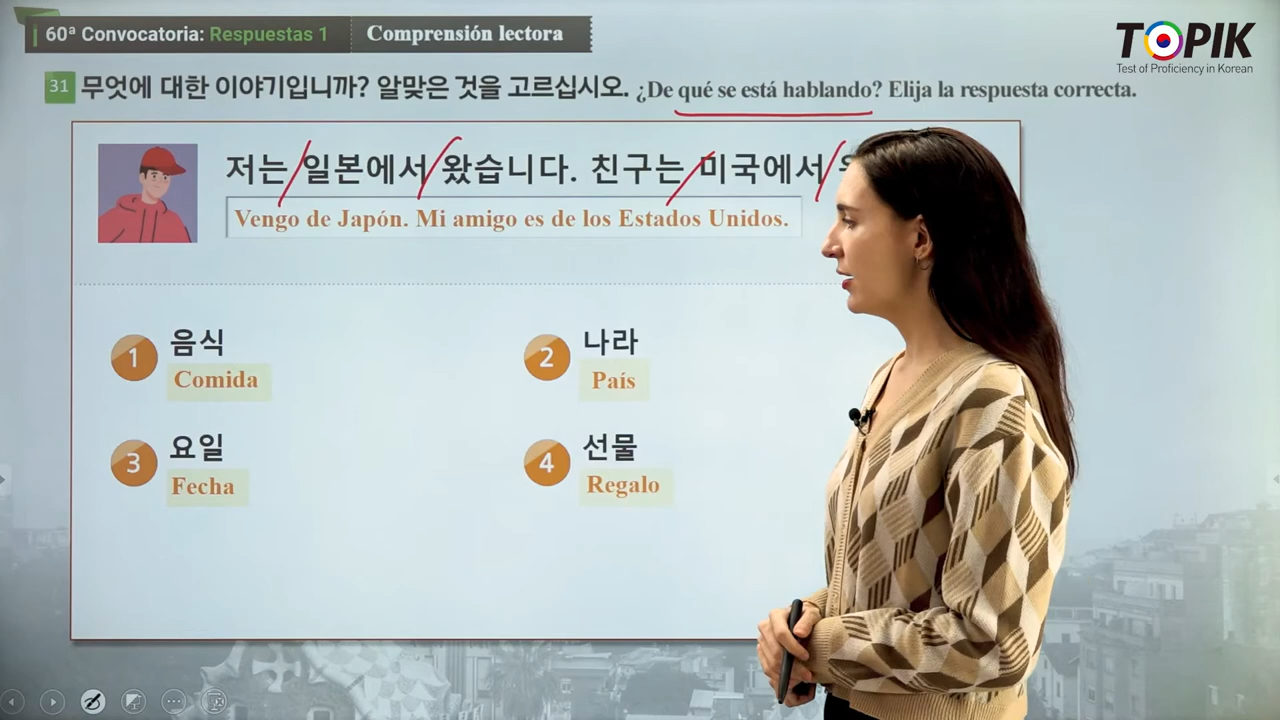 60ª Convocatoria: Respuestas 1 Comprensión lectora
TOPIK
Test of Proficiency in Korean
31 무엇에 대한 이야기입니까? 알맞은 것을 고르십시오. ¿De qué se está hablando? Elija la respuesta correcta.
저는 일본에서 왔습니다. 친구는 미국에서
Vengo de Japón. Mi amigo es de los Estados Unidos.
1 음식
Comida
2 나라
País
3 요일
Fecha
4 선물
Regalo